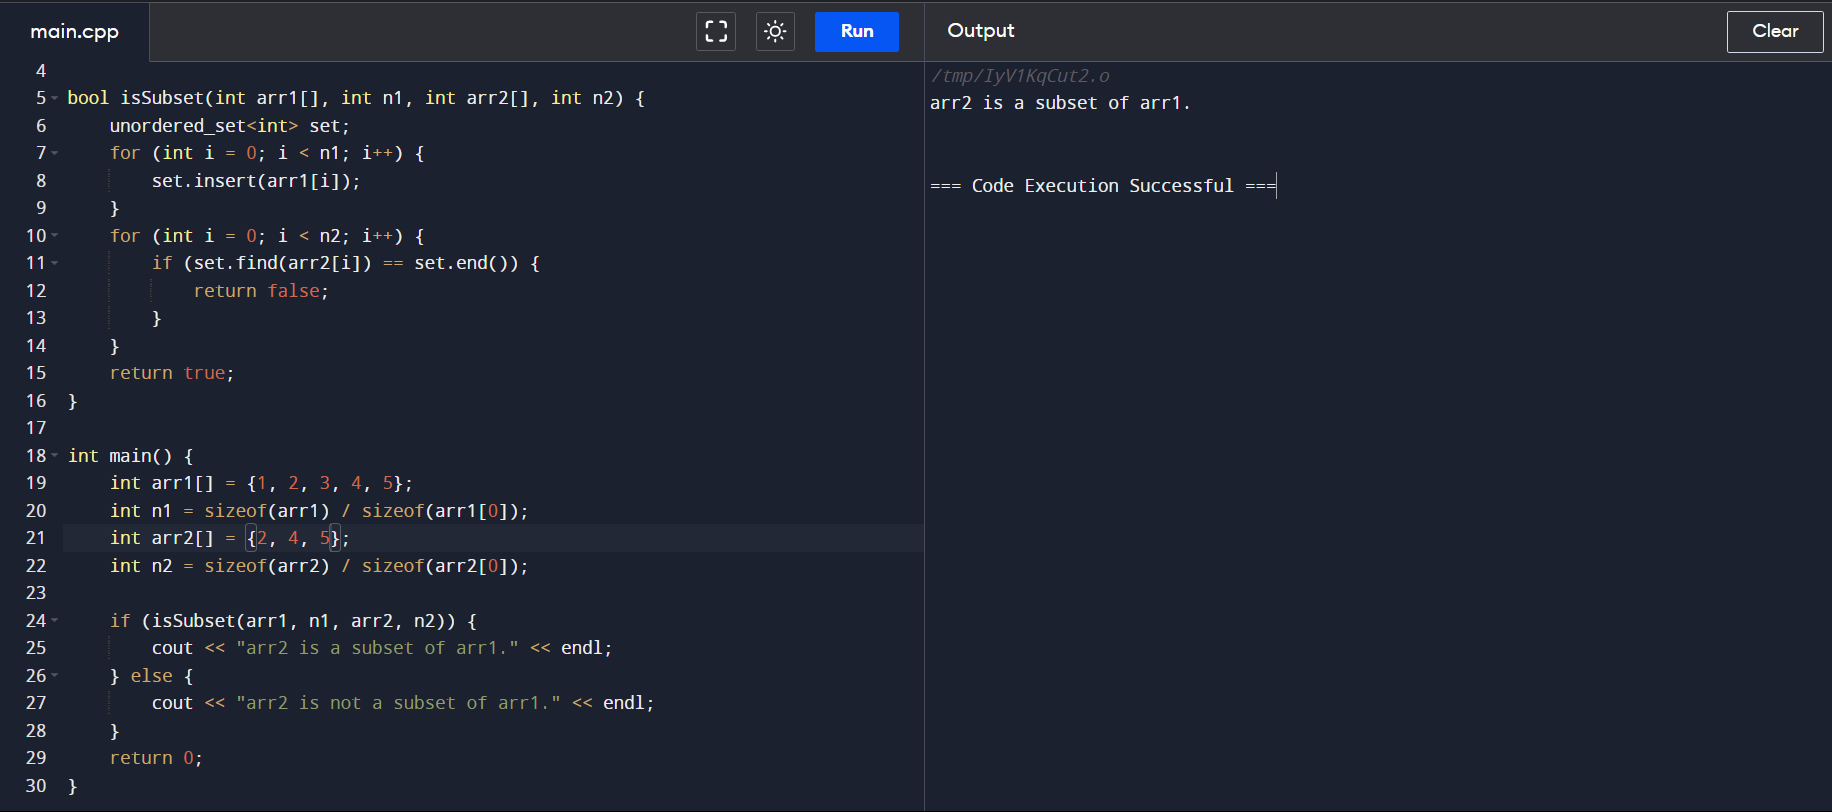 main.cpp
Run
4
5 bool isSubset(int arr1[], int n1, int arr2[], int n2) {
6     unordered_set<int> set;
7     for (int i = 0; i < n1; i++) {
8         set.insert(arr1[i]);
9     }
10     for (int i = 0; i < n2; i++) {
11         if (set.find(arr2[i]) == set.end()) {
12             return false;
13         }
14     }
15     return true;
16 }
17
18 int main() {
19     int arr1[] = {1, 2, 3, 4, 5};
20     int n1 = sizeof(arr1) / sizeof(arr1[0]);
21     int arr2[] = {2, 4, 5};
22     int n2 = sizeof(arr2) / sizeof(arr2[0]);
23
24     if (isSubset(arr1, n1, arr2, n2)) {
25         cout << "arr2 is a subset of arr1." << endl;
26     } else {
27         cout << "arr2 is not a subset of arr1." << endl;
28     }
29     return 0;
30 }
Output
Clear
/tmp/IyV1KqCut2.o
arr2 is a subset of arr1.
=== Code Execution Successful ===